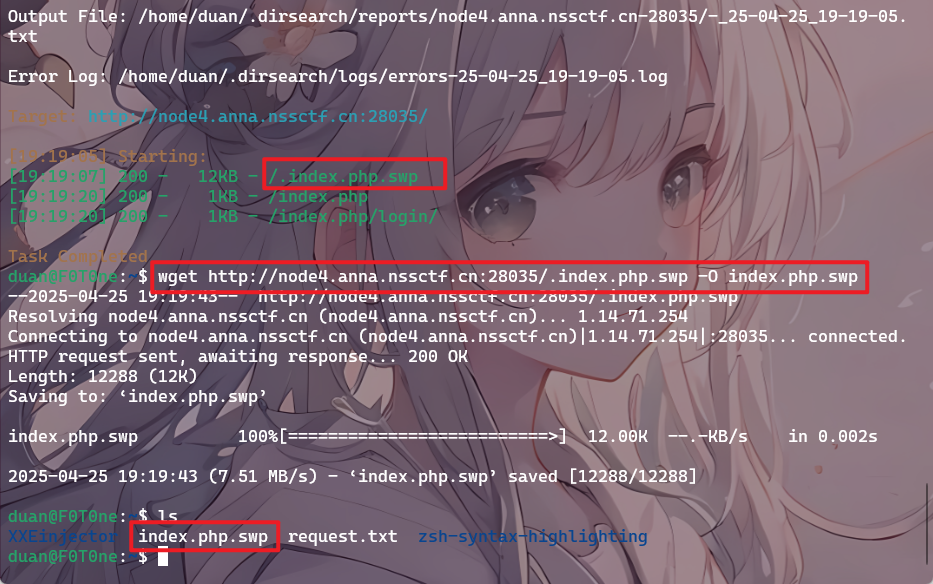 Output File: /home/duan/.dirsearch/reports/node4.anna.nssctf.cn-28035/-_25-04-25_19-19-05.
txt
Error Log: /home/duan/.dirsearch/logs/errors-25-04-25_19-19-05.log
Target: http://node4.anna.nssctf.cn:28035/
[19:19:05] Starting:
[19:19:07] 200 -   12KB - /.index.php.swp
[19:19:20] 200 -    1KB - /index.php
[19:19:20] 200 -    1KB - /index.php/login/
Task Completed
duan@F0T0ne:~$ wget http://node4.anna.nssctf.cn:28035/.index.php.swp -O index.php.swp
--2025-04-25 19:19:43--  http://node4.anna.nssctf.cn:28035/.index.php.swp
Resolving node4.anna.nssctf.cn (node4.anna.nssctf.cn)... 1.14.71.254
Connecting to node4.anna.nssctf.cn (node4.anna.nssctf.cn)|1.14.71.254|:28035... connected.
HTTP request sent, awaiting response... 200 OK
Length: 12288 (12K)
Saving to: ‘index.php.swp’
index.php.swp          100%[==========================>]  12.00K  --.-KB/s    in 0.002s
2025-04-25 19:19:43 (7.51 MB/s) - ‘index.php.swp’ saved [12288/12288]
duan@F0T0ne:~$ ls
XXEinjector  index.php.swp  request.txt  zsh-syntax-highlighting
duan@F0T0ne:~$